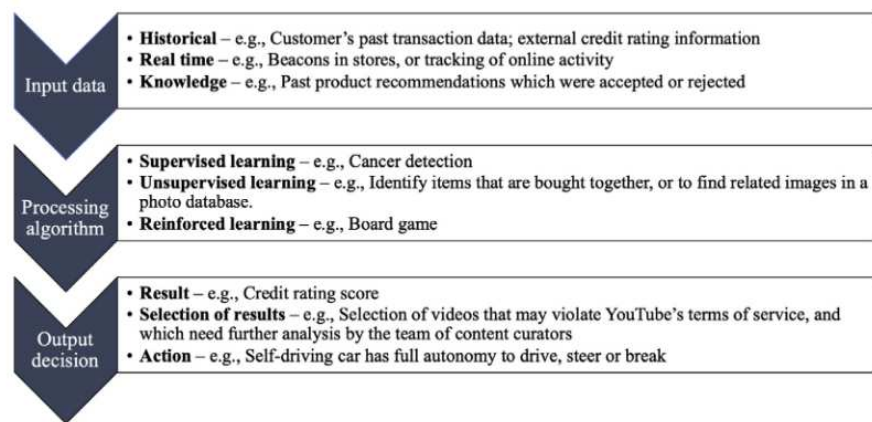 Input data
• Historical – e.g., Customer's past transaction data; external credit rating information
• Real time – e.g., Beacons in stores, or tracking of online activity
• Knowledge – e.g., Past product recommendations which were accepted or rejected
Processing
algorithm
• Supervised learning – e.g., Cancer detection
• Unsupervised learning – e.g., Identify items that are bought together, or to find related images in a
photo database.
• Reinforced learning – e.g., Board game
Output
decision
• Result – e.g., Credit rating score
• Selection of results – e.g., Selection of videos that may violate YouTube's terms of service, and
which need further analysis by the team of content curators
• Action – e.g., Self-driving car has full autonomy to drive, steer or break